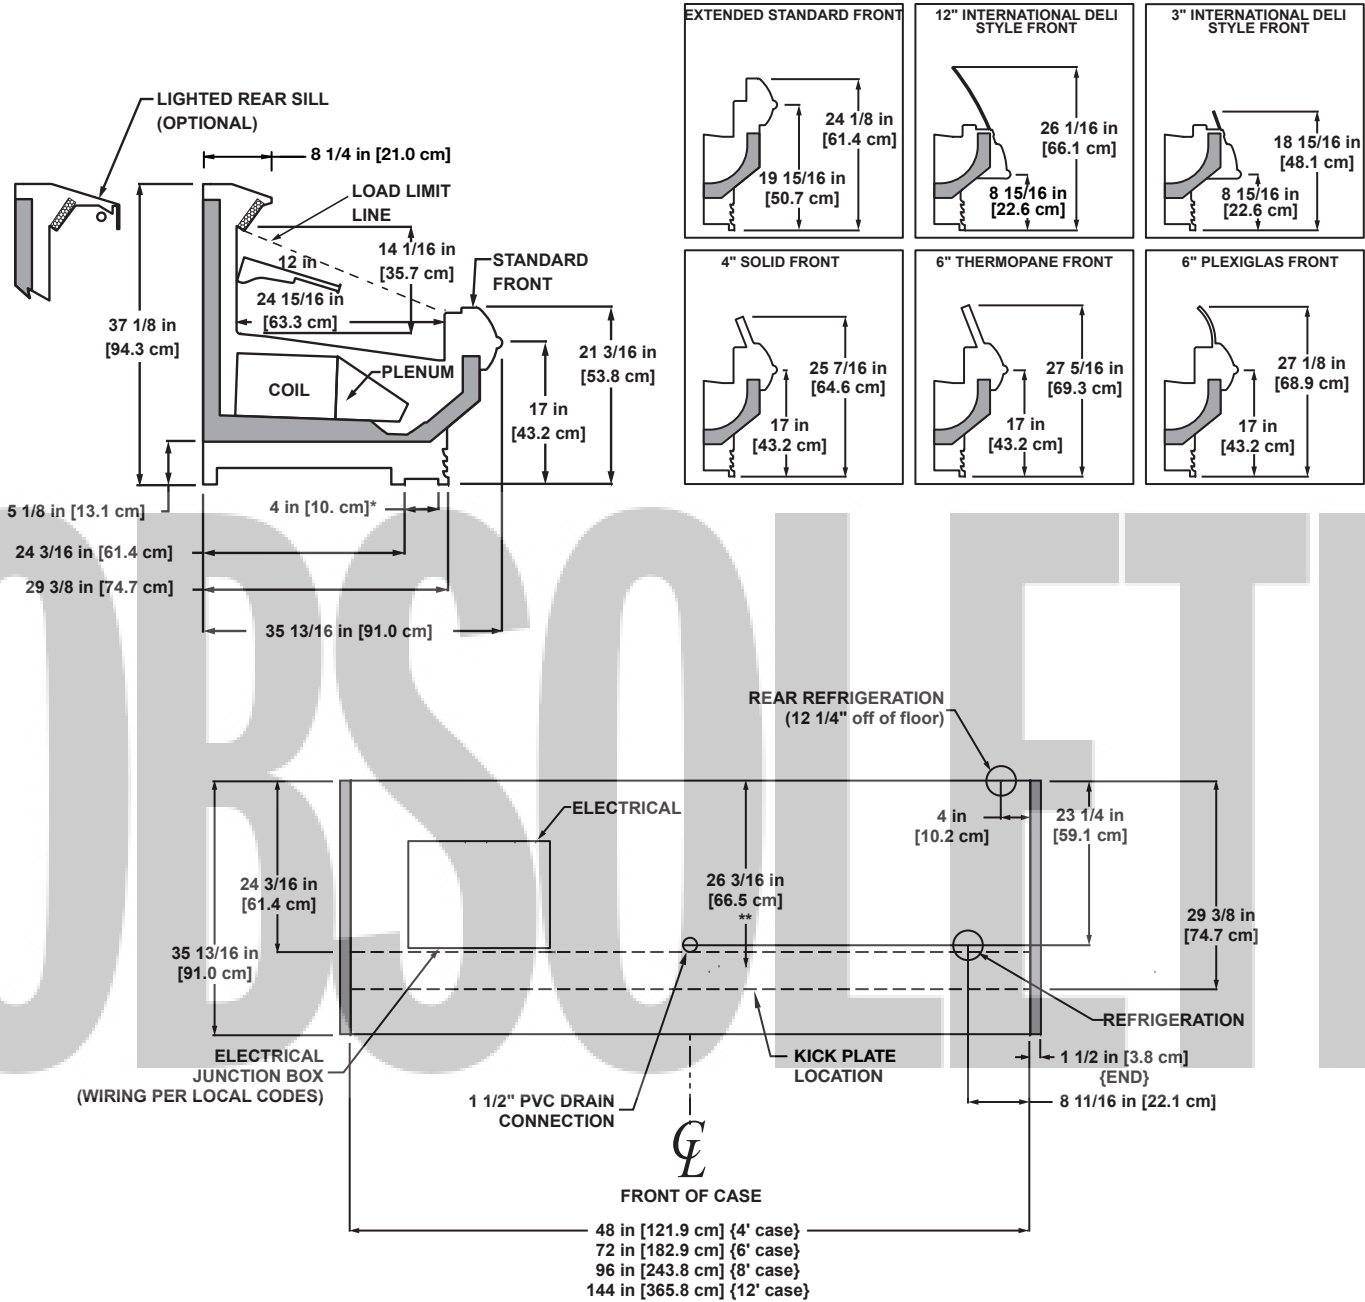 EXTENDED STANDARD FRONT
24 1/8 in
[61.4 cm]
19 15/16 in
[50.7 cm]
12" INTERNATIONAL DELI
STYLE FRONT
26 1/16 in
[66.1 cm]
8 15/16 in
[22.6 cm]
3" INTERNATIONAL DELI
STYLE FRONT
18 15/16 in
[48.1 cm]
8 15/16 in
[22.6 cm]
LIGHTED REAR SILL
(OPTIONAL)
8 1/4 in [21.0 cm]
LOAD LIMIT
LINE
14 1/16 in
[35.7 cm]
12 in
STANDARD
FRONT
24 15/16 in
[63.3 cm]
37 1/8 in
[94.3 cm]
21 3/16 in
[53.8 cm]
PLENUM
COIL
17 in
[43.2 cm]
5 1/8 in [13.1 cm]
4 in [10. cm]*
24 3/16 in [61.4 cm]
29 3/8 in [74.7 cm]
35 13/16 in [91.0 cm]
4" SOLID FRONT
25 7/16 in
[64.6 cm]
17 in
[43.2 cm]
6" THERMOPANE FRONT
27 5/16 in
[69.3 cm]
17 in
[43.2 cm]
6" PLEXIGLAS FRONT
27 1/8 in
[68.9 cm]
17 in
[43.2 cm]
OBSOLETE
REAR REFRIGERATION
(12 1/4" off of floor)
ELECTRICAL
4 in
[10.2 cm]
23 1/4 in
[59.1 cm]
24 3/16 in
[61.4 cm]
26 3/16 in
[66.5 cm]
**
29 3/8 in
[74.7 cm]
35 13/16 in
[91.0 cm]
REFRIGERATION
ELECTRICAL
JUNCTION BOX
(WIRING PER LOCAL CODES)
KICK PLATE
LOCATION
1 1/2 in [3.8 cm]
{END}
8 11/16 in [22.1 cm]
1 1/2" PVC DRAIN
CONNECTION
CL
FRONT OF CASE
48 in [121.9 cm] {4' case}
72 in [182.9 cm] {6' case}
96 in [243.8 cm] {8' case}
144 in [365.8 cm] {12' case}